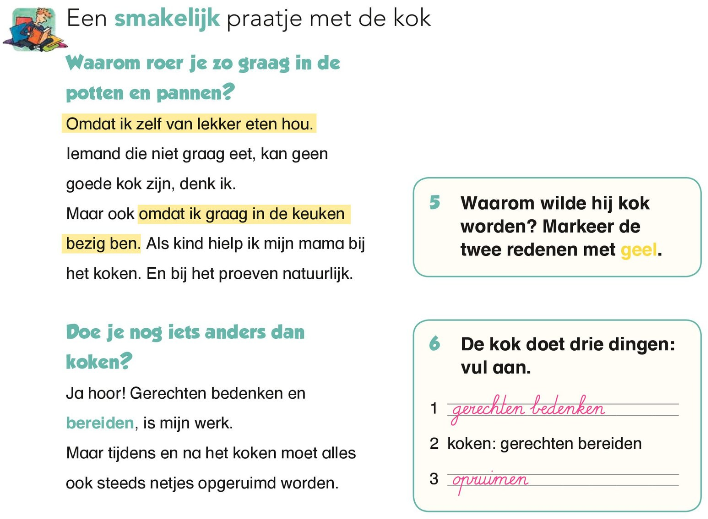 Een smakelijk praatje met de kok
Waarom roer je zo graag in de
potten en pannen?
Omdat ik zelf van lekker eten hou.
Iemand die niet graag eet, kan geen
goede kok zijn, denk ik.
Maar ook omdat ik graag in de keuken
bezig ben. Als kind hielp ik mijn mama bij
het koken. En bij het proeven natuurlijk.
Doe je nog iets anders dan
koken?
Ja hoor! Gerechten bedenken en
bereiden, is mijn werk.
Maar tijdens en na het koken moet alles
ook steeds netjes opgeruimd worden.
5 Waarom wilde hij kok
worden? Markeer de
twee redenen met geel.
6 De kok doet drie dingen:
vul aan.
1 gerechten bedenken
2 koken: gerechten bereiden
3 opruimen